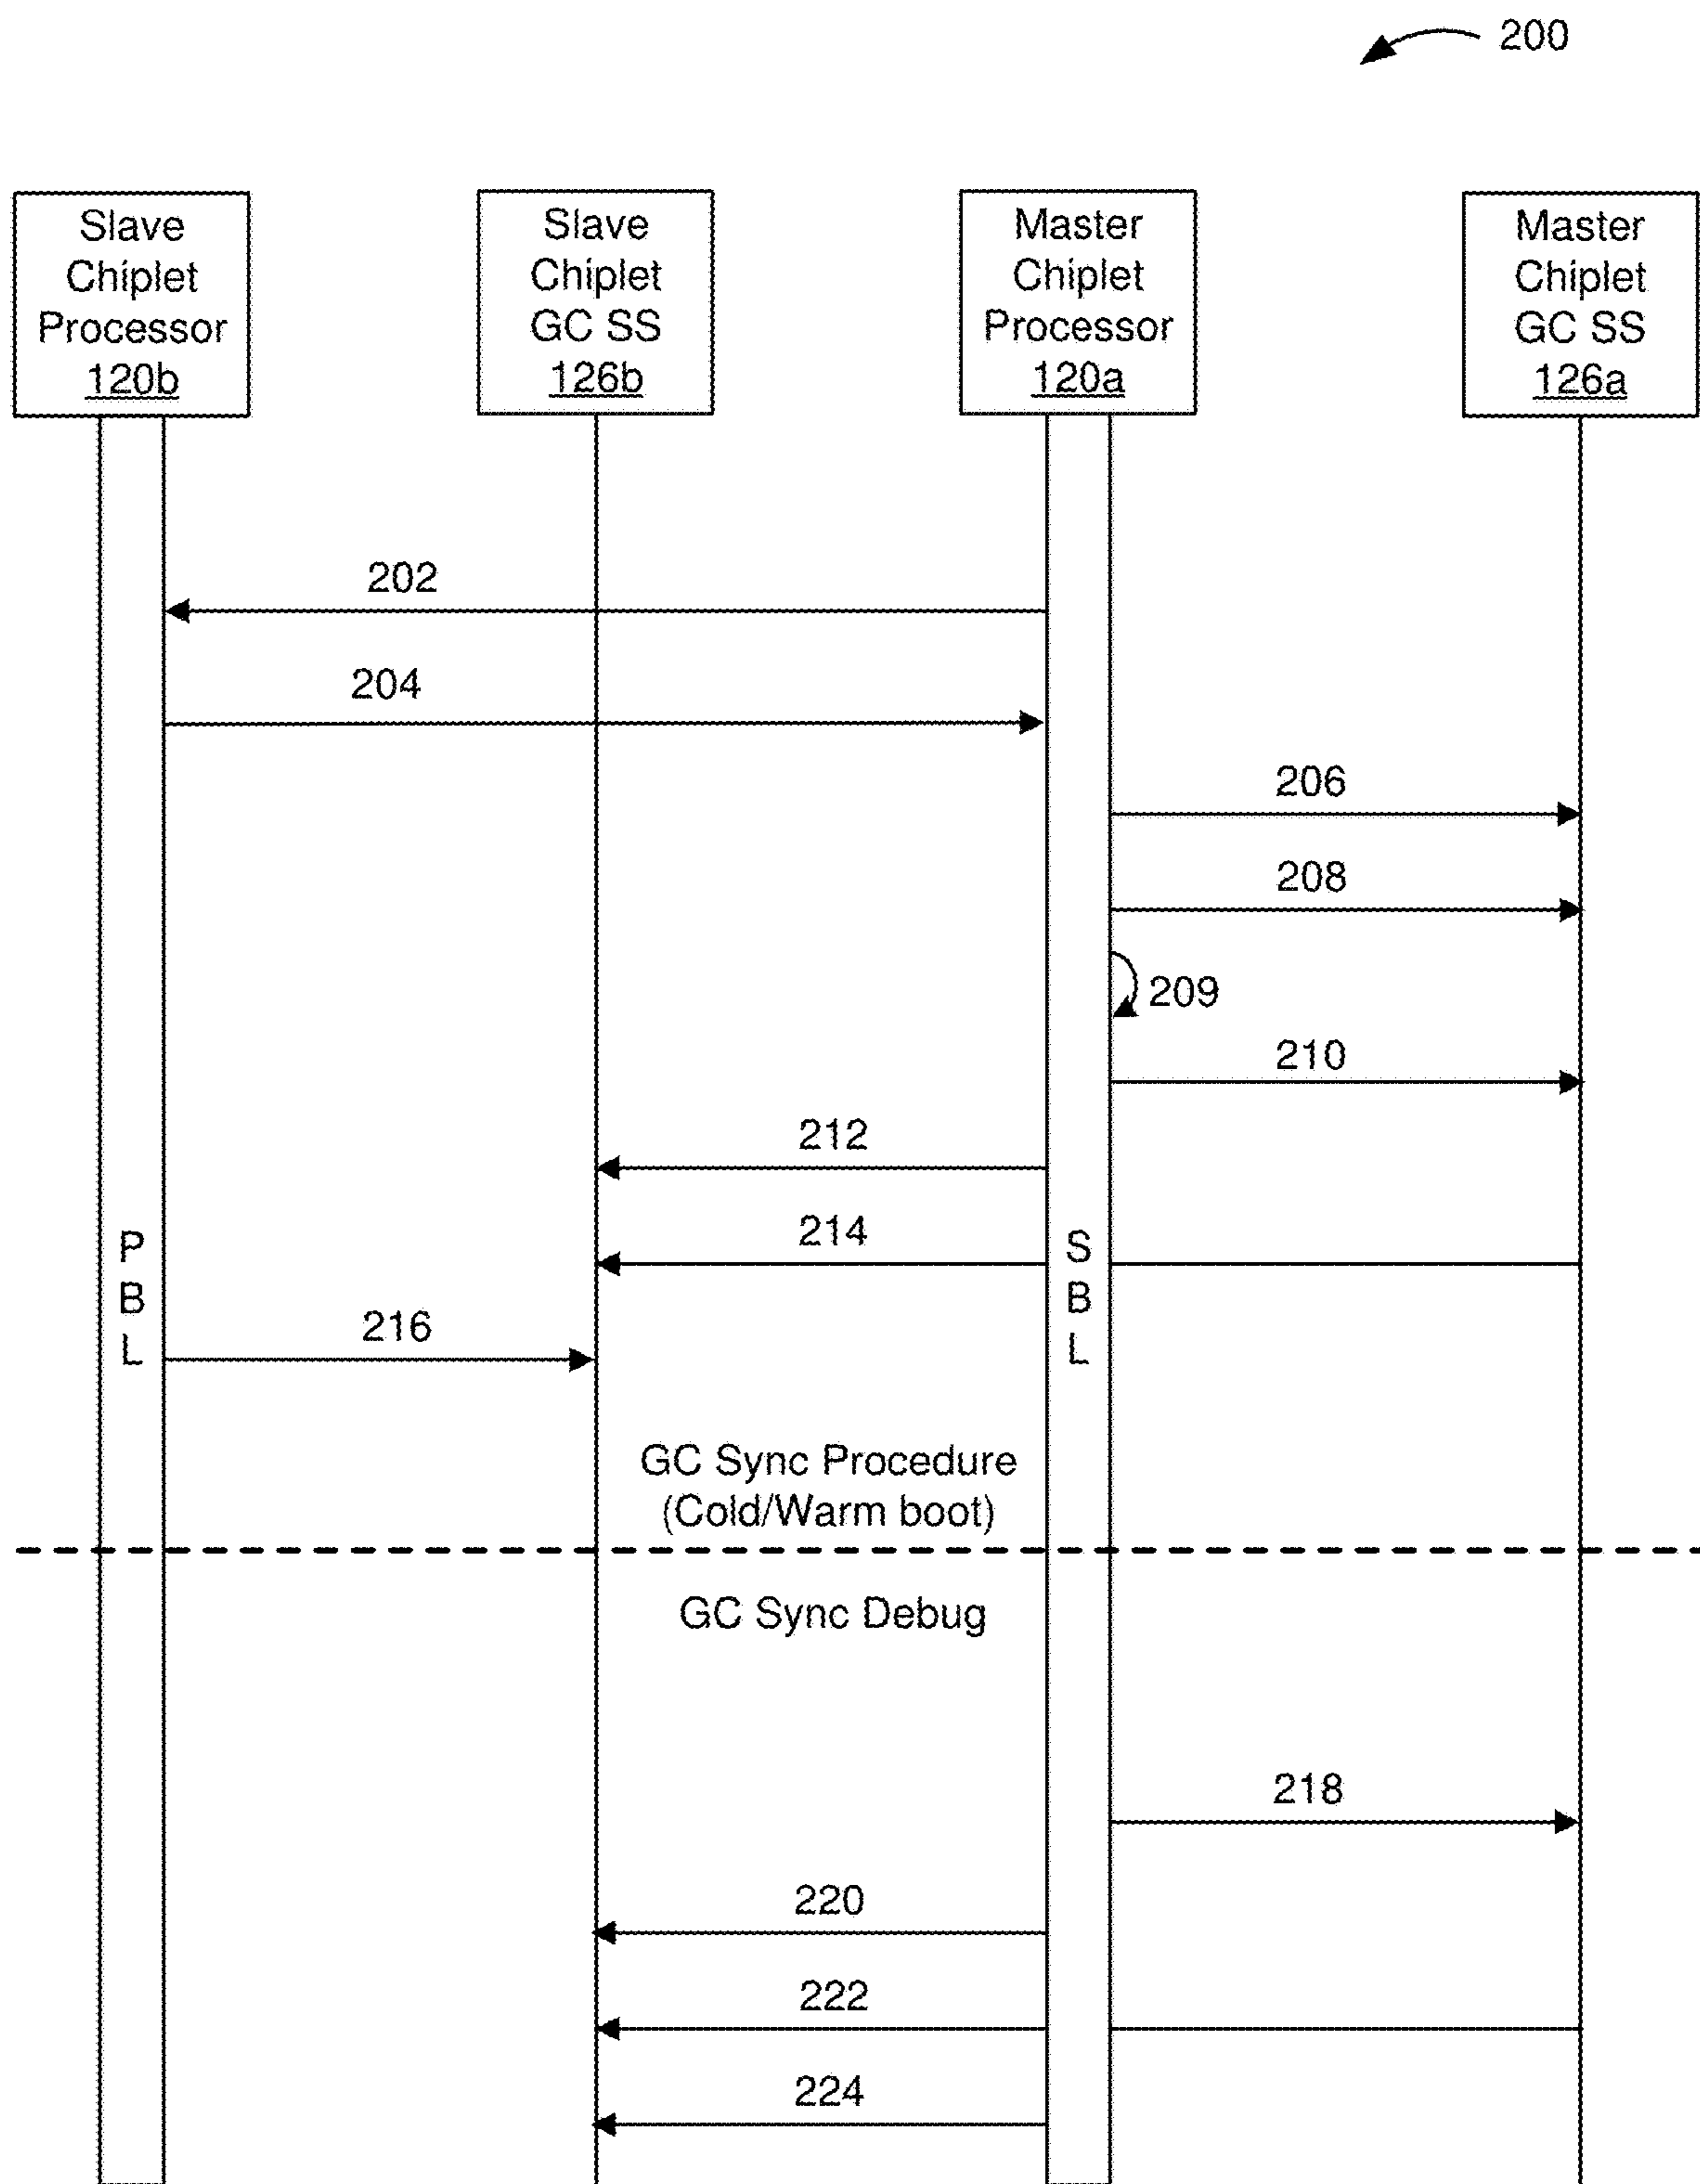 200
Slave
Chiplet
Processor
120b
Slave
Chiplet
GC SS
126b
Master
Chiplet
Processor
120a
Master
Chiplet
GC SS
126a
202
204
206
208
209
210
212
214
216
P
B
L
S
B
L
GC Sync Procedure
(Cold/Warm boot)
GC Sync Debug
218
220
222
224